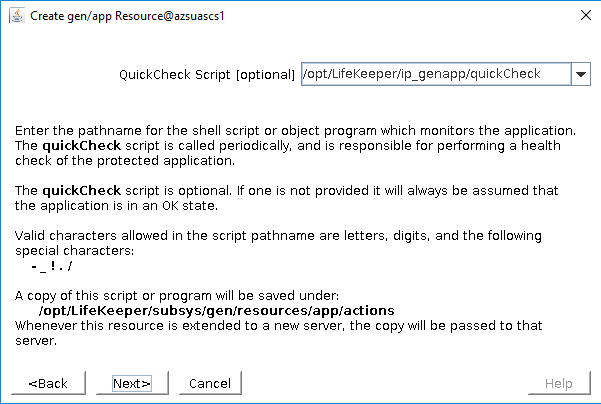 Create gen/app Resource@azsuascs1
QuickCheck Script [optional] /opt/LifeKeeper/ip_genapp/quickCheck
Enter the pathname for the shell script or object program which monitors the application.
The quickCheck script is called periodically, and is responsible for performing a health
check of the protected application.
The quickCheck script is optional. If one is not provided it will always be assumed that
the application is in an OK state.
Valid characters allowed in the script pathname are letters, digits, and the following
special characters:
- _ ! . /
A copy of this script or program will be saved under:
/opt/LifeKeeper/subsys/gen/resources/app/actions
Whenever this resource is extended to a new server, the copy will be passed to that
server.
<Back Next> Cancel Help